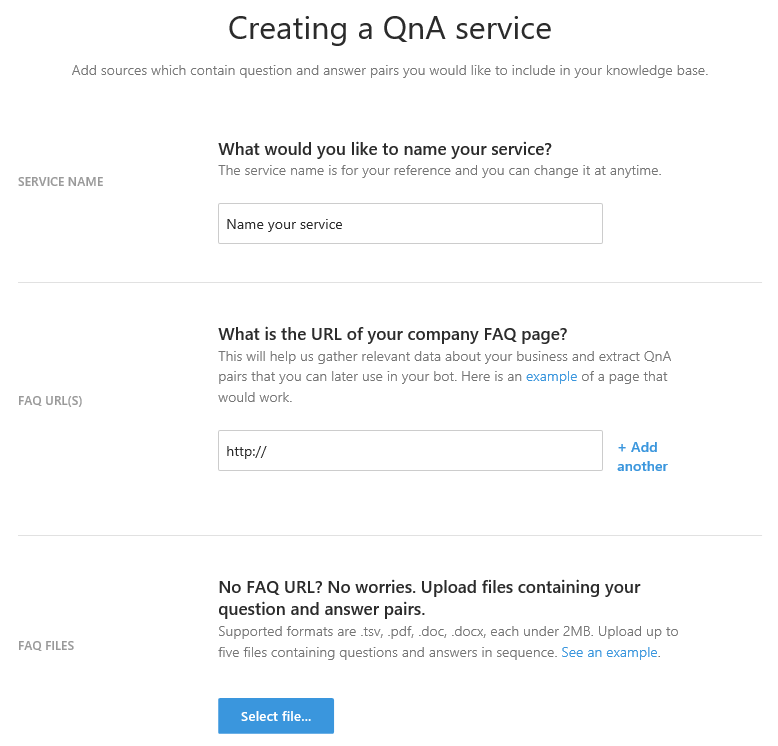 Creating a QnA service
Add sources which contain question and answer pairs you would like to include in your knowledge base.
What would you like to name your service?
The service name is for your reference and you can change it at anytime.
SERVICE NAME
Name your service
What is the URL of your company FAQ page?
This will help us gather relevant data about your business and extract QnA
pairs that you can later use in your bot. Here is an example of a page that
would work.
FAQ URL(S)
http://
+ Add
another
No FAQ URL? No worries. Upload files containing your
question and answer pairs.
Supported formats are .tsv, .pdf, .doc, .docx, each under 2MB. Upload up to
five files containing questions and answers in sequence. See an example.
FAQ FILES
Select file...